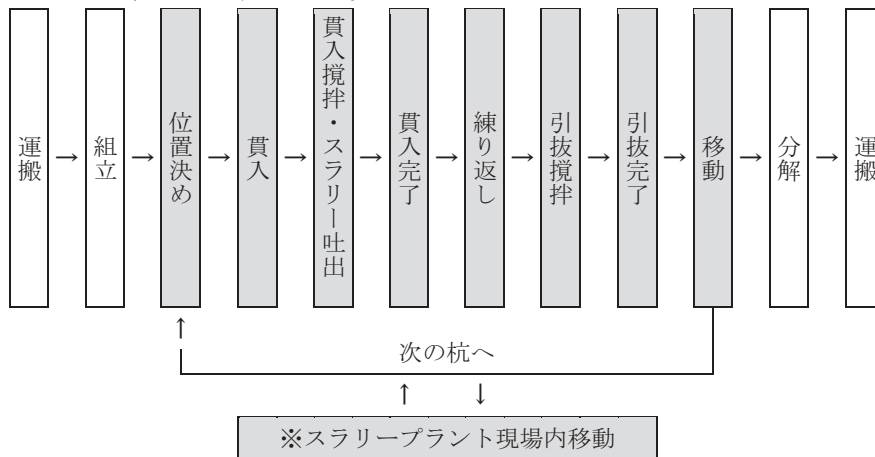 運搬
→
組立
→
位置決め
→
貫入
→
貫入撹拌・スラリー吐出
→
貫入完了
→
練り返し
→
引抜撹拌
→
引抜完了
→
移動
→
分解
→
運搬
↑
次の杭へ
↑ ↓
※スラリープラント現場内移動